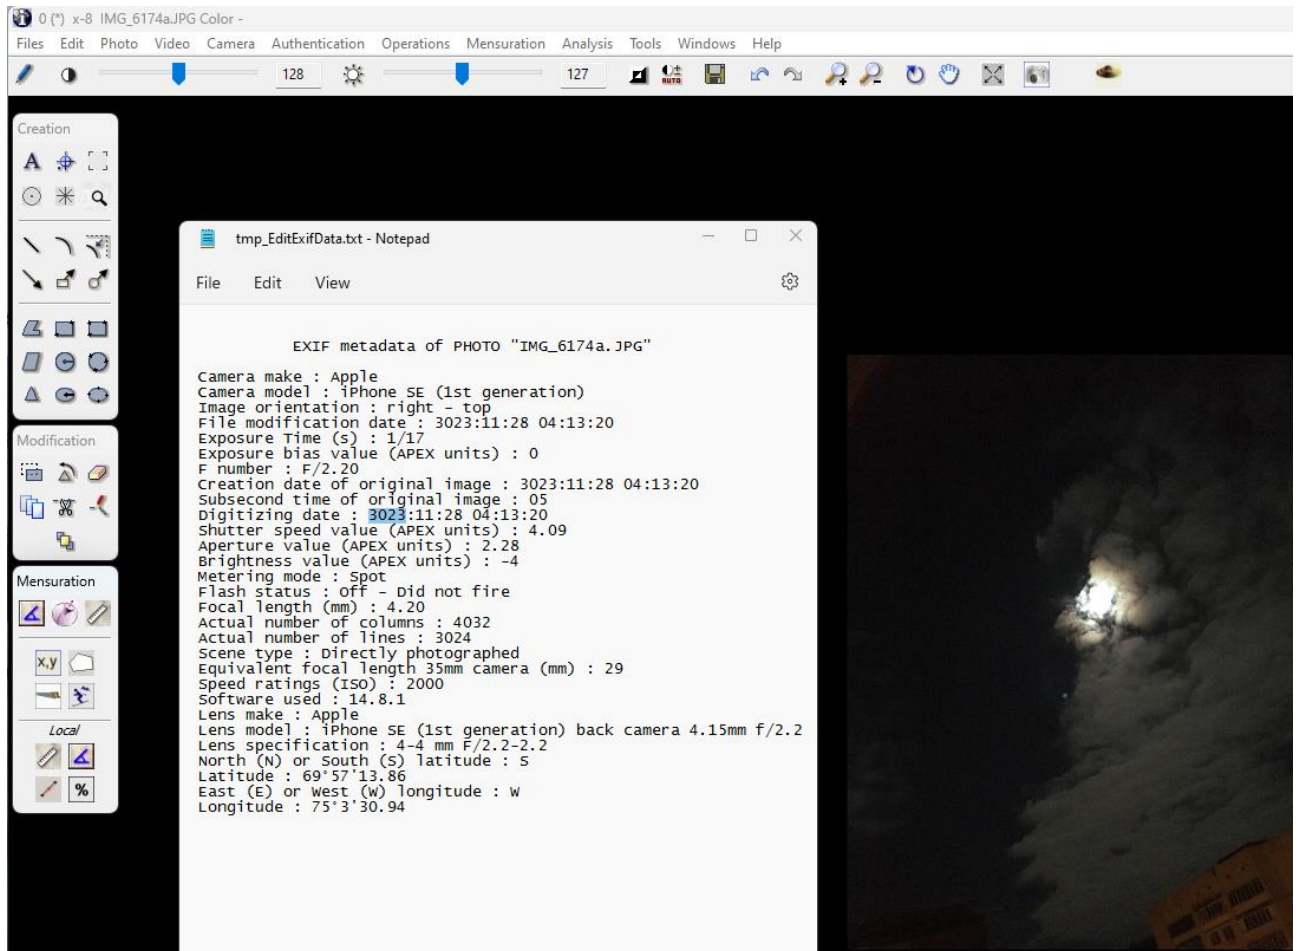 0 (*) x-8 IMG_6174a.JPG Color -
Files Edit Photo Video Camera Authentication Operations Mensuration Analysis Tools Windows Help
128 127 AUTO
Creation
A
tmp_EditExifData.txt - Notepad
File Edit View
EXIF metadata of PHOTO "IMG_6174a.JPG"
Camera make : Apple
Camera model : iPhone SE (1st generation)
Image orientation : right - top
File modification date : 3023:11:28 04:13:20
Exposure Time (s) : 1/17
Exposure bias value (APEX units) : 0
F number : F/2.20
Creation date of original image : 3023:11:28 04:13:20
Subsecond time of original image : 05
Digitizing date : 3023:11:28 04:13:20
Shutter speed value (APEX units) : 4.09
Aperture value (APEX units) : 2.28
Brightness value (APEX units) : -4
Metering mode : Spot
Flash status : Off - Did not fire
Focal length (mm) : 4.20
Actual number of columns : 4032
Actual number of lines : 3024
Scene type : Directly photographed
Equivalent focal length 35mm camera (mm) : 29
Speed ratings (ISO) : 2000
Software used : 14.8.1
Lens make : Apple
Lens model : iPhone SE (1st generation) back camera 4.15mm f/2.2
Lens specification : 4-4 mm F/2.2-2.2
North (N) or South (S) latitude : S
Latitude : 69°57'13.86
East (E) or West (W) longitude : W
Longitude : 75°3'30.94
Modification
Mensuration
x,y
Local
%